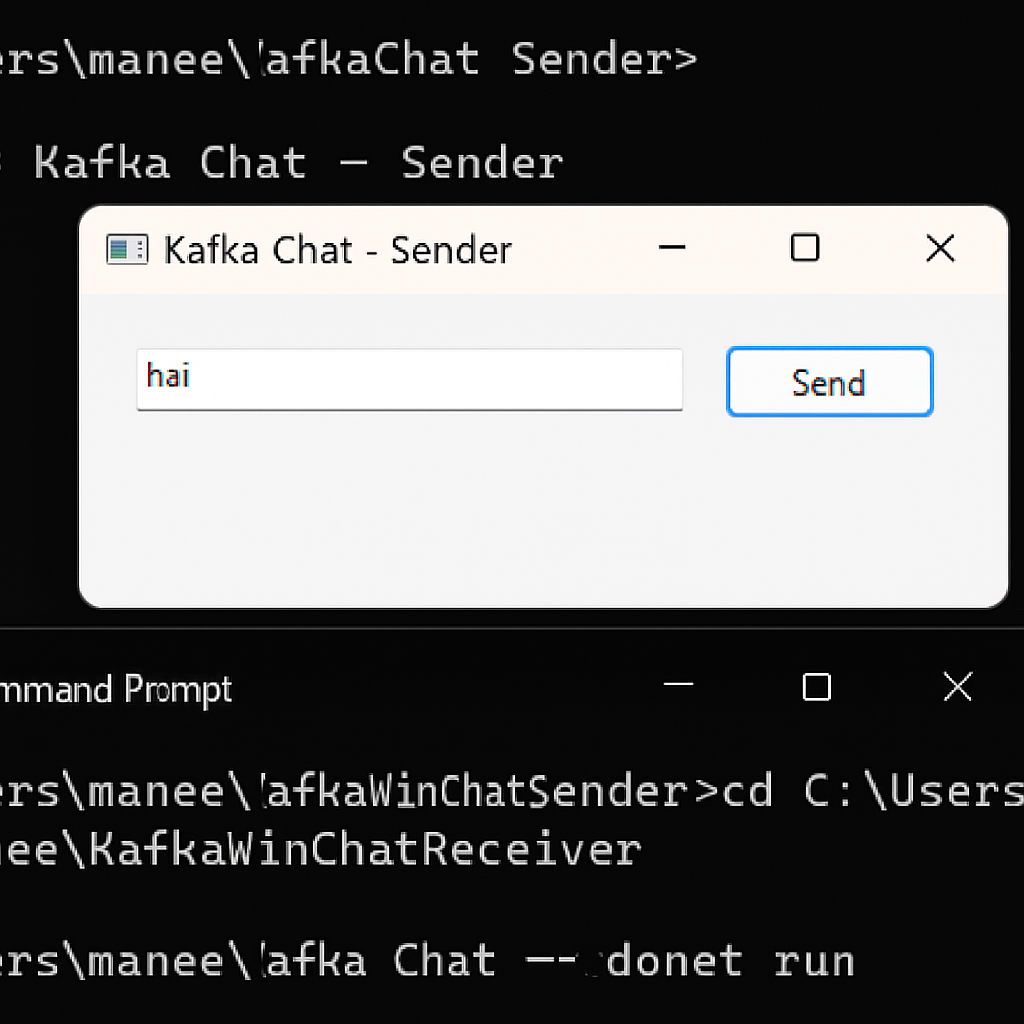 ers\manee\afkaChat Sender>
Kafka Chat — Sender
Kafka Chat - Sender
hai
Send
mmand Prompt
ers\manee\afkaWinChatSender>cd C:\Users
nee\KafkaWinChatReceiver
ers\manee\afka Chat —- donet run